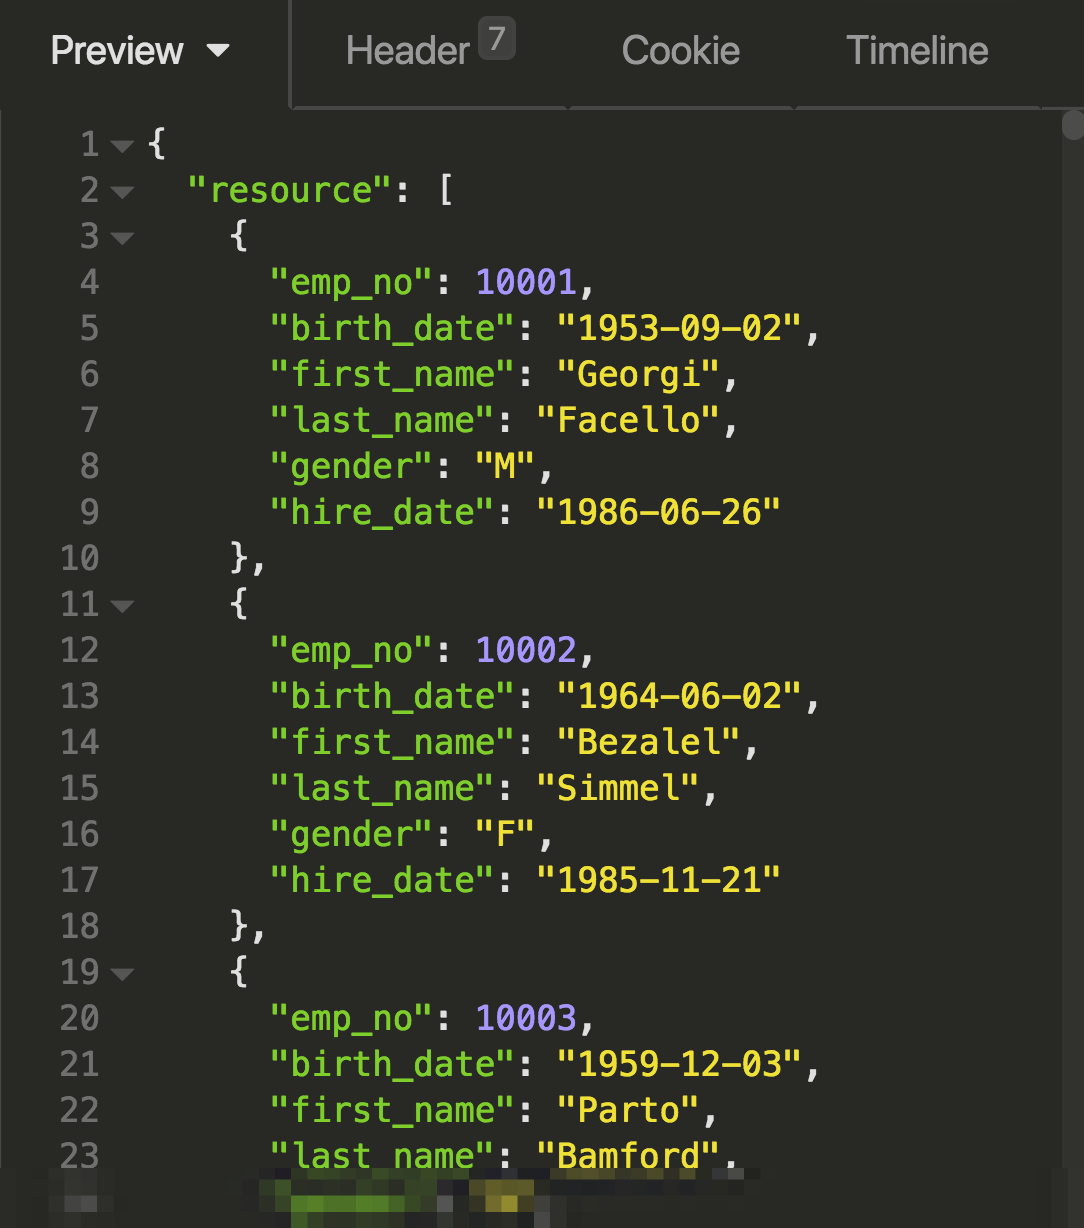 Preview Header 7 Cookie Timeline
1 {
2 "resource": [
3 {
4 "emp_no": 10001,
5 "birth_date": "1953-09-02",
6 "first_name": "Georgi",
7 "last_name": "Facello",
8 "gender": "M",
9 "hire_date": "1986-06-26"
10 },
11 {
12 "emp_no": 10002,
13 "birth_date": "1964-06-02",
14 "first_name": "Bezalel",
15 "last_name": "Simmel",
16 "gender": "F",
17 "hire_date": "1985-11-21"
18 },
19 {
20 "emp_no": 10003,
21 "birth_date": "1959-12-03",
22 "first_name": "Parto",
23 "last_name": "Bamford",